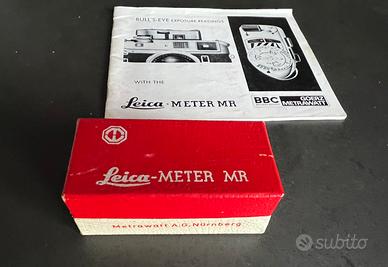 BULL'S-EYE EXPOSURE READINGS
WITH THE
Leica-METER MR
BBC
GOERZ
METRAWATT
Leica-METER MR
Metrawatt A.G. Nürnberg
subito